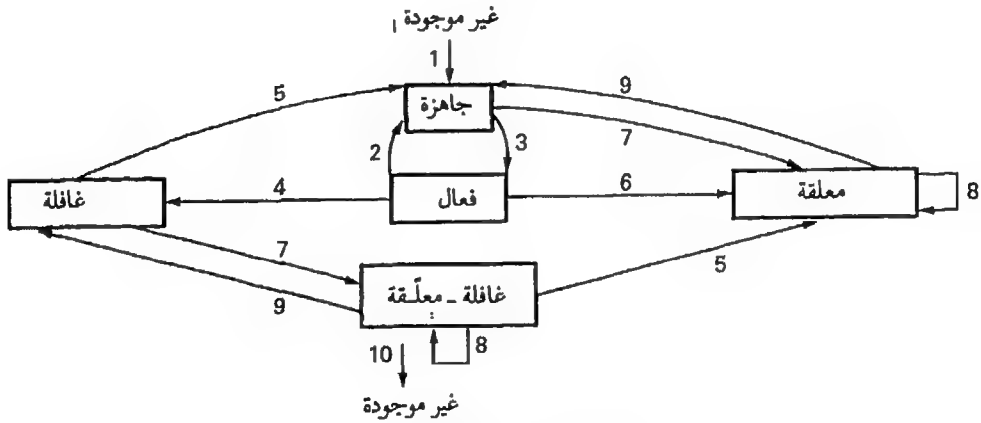 غير موجودة
1
جاهزة
5
9
2
3
7
غافلة
4
فعال
6
معلقة
8
7
9
غافلة - معلّقة
5
10
8
غير موجودة